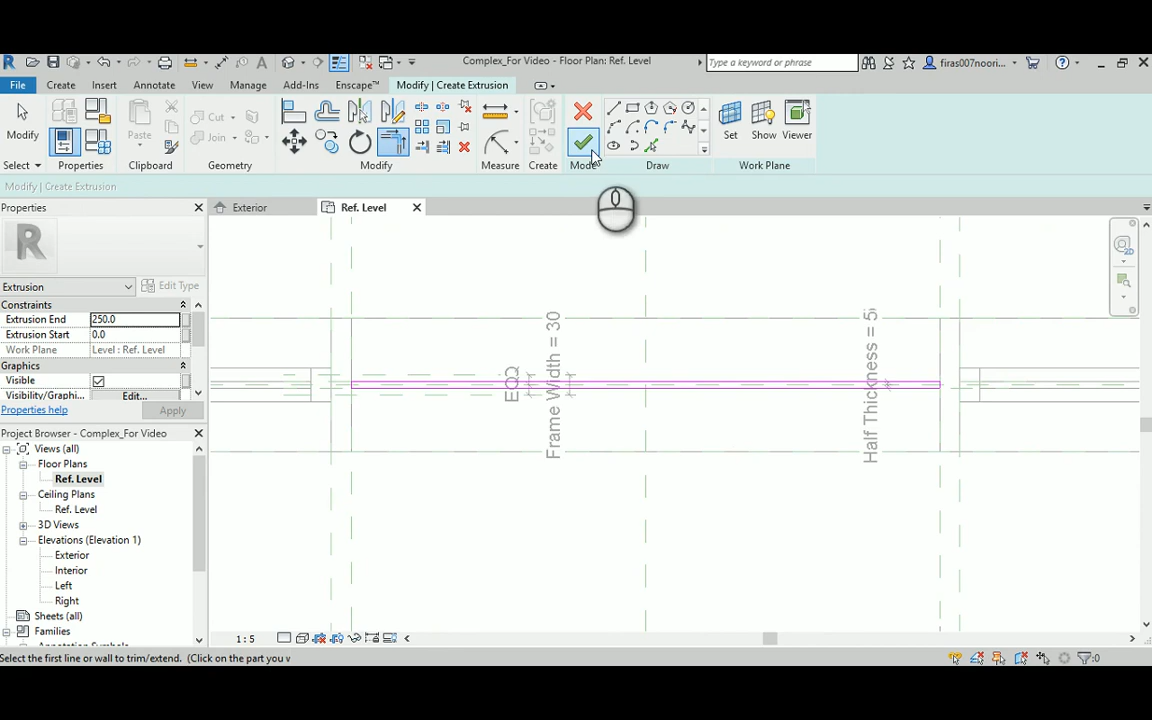 Complex_For Video - Floor Plan: Ref. Level
Type a keyword or phrase
firas007noori...
File Create Insert Annotate View Manage Add-Ins Enscape™ Modify | Create Extrusion
Modify
Paste
Cut
Join
Set Show Viewer
Select Properties Clipboard Geometry Modify Measure Create Mode Draw Work Plane
Modify | Create Extrusion
Properties
Exterior
Ref. Level
Extrusion
Edit Type
Constraints
Extrusion End 250.0
Extrusion Start 0.0
Work Plane Level : Ref. Level
Graphics
Visible
Visibility/Graphi... Edit...
Properties help
Apply
Project Browser - Complex_For Video
Views (all)
Floor Plans
Ref. Level
Ceiling Plans
Ref. Level
3D Views
Elevations (Elevation 1)
Exterior
Interior
Left
Right
Sheets (all)
Families
Annotation Symbols
EQ
Frame Width = 30
Half Thickness =
1:5
Select the first line or wall to trim/extend. (Click on the part you v
:0